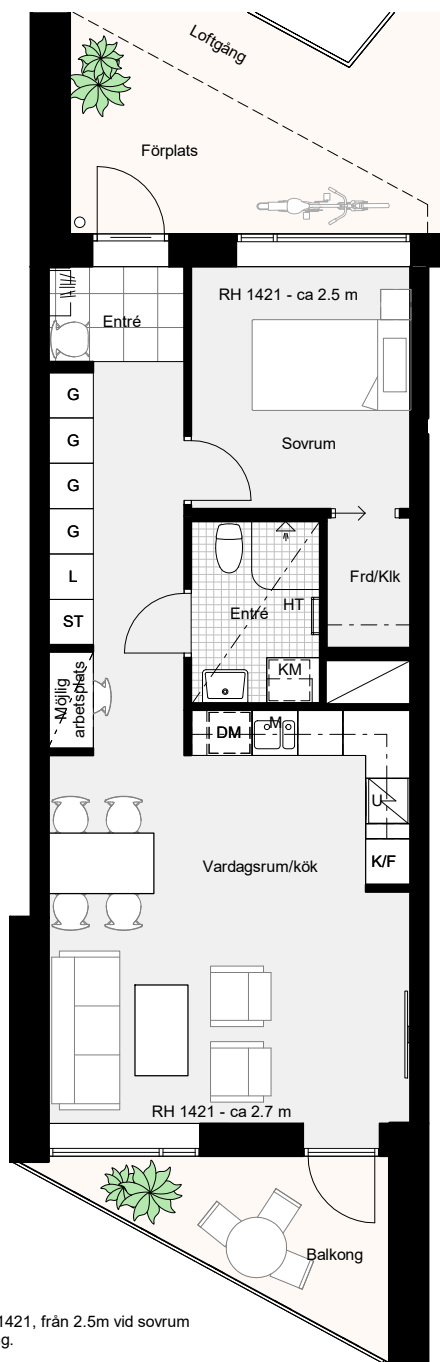 Loftgång
Förplats
RH 1421 - ca 2.5 m
Entré
G
G
G
G
L
ST
Sovrum
Frd/Klk
Entré
HT
KM
Möjlig
arbetsplats
DM
M
U
K/F
Vardagsrum/kök
RH 1421 - ca 2.7 m
Balkong
1421, från 2.5m vid sovrum
g.